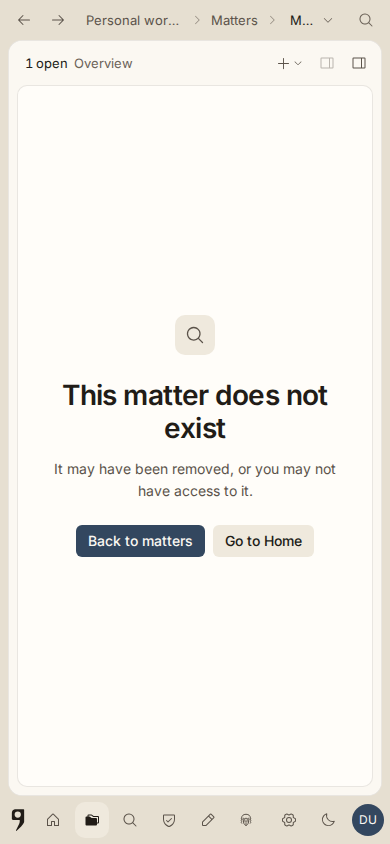 Personal wor... > Matters > M...
1 open Overview
This matter does not
exist
It may have been removed, or you may not
have access to it.
Back to matters Go to Home
DU